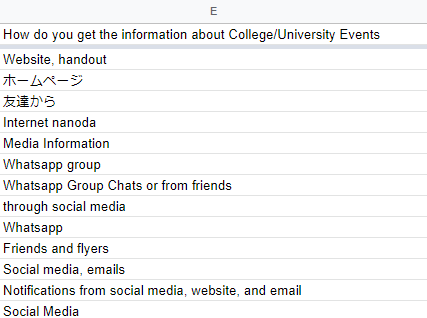 E
How do you get the information about College/University Events
Website, handout
ホームページ
友達から
Internet nanoda
Media Information
Whatsapp group
Whatsapp Group Chats or from friends
through social media
Whatsapp
Friends and flyers
Social media, emails
Notifications from social media, website, and email
Social Media